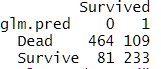 Survived
glm.pred 0 1
Dead 464 109
Survive 81 233